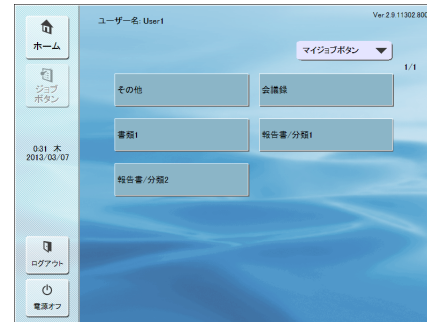 ユーザー名: User1
Ver.2.9.11302.800
ホーム
マイジョブボタン
1/1
ジョブ
ボタン
その他
会議録
書類1
報告書/分類1
0:31 木
2013/03/07
報告書/分類2
ログアウト
電源オフ